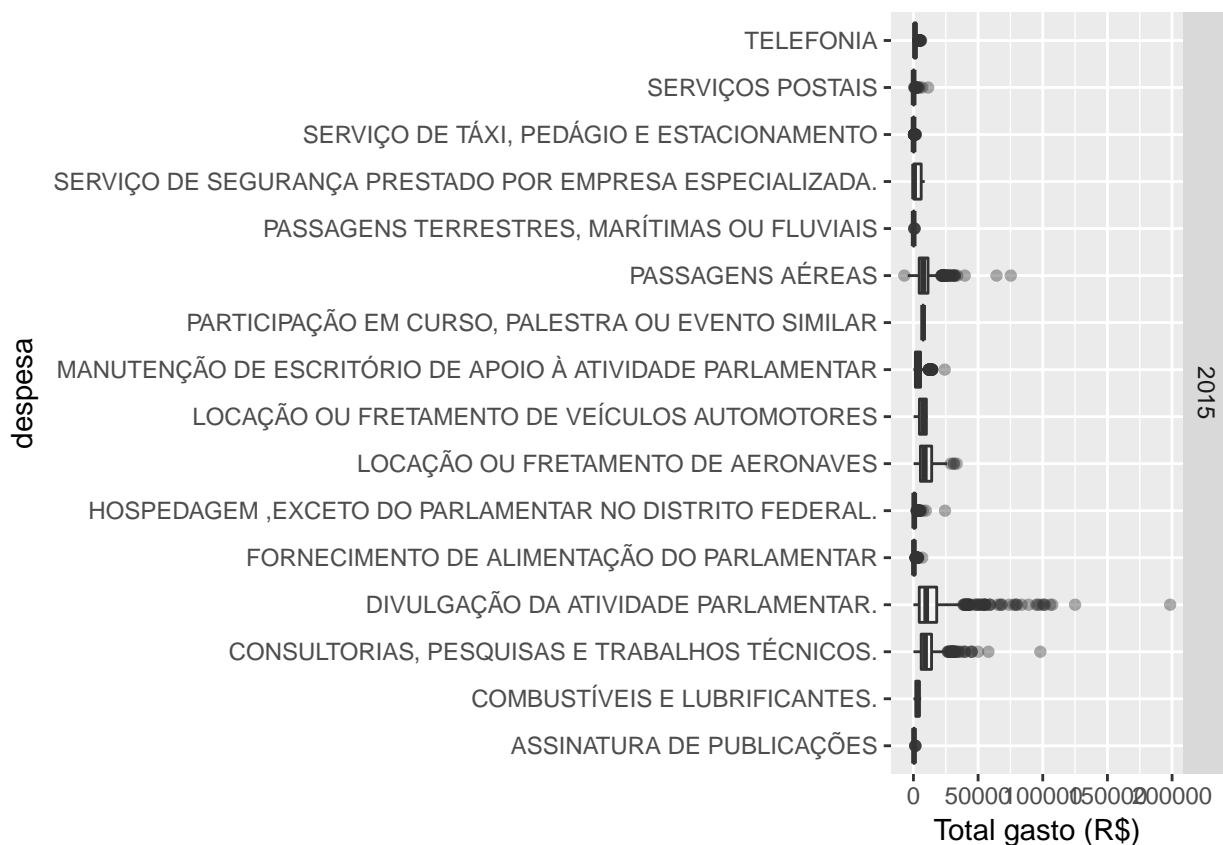 TELEFONIA
SERVIÇOS POSTAIS
SERVIÇO DE TÁXI, PEDÁGIO E ESTACIONAMENTO
SERVIÇO DE SEGURANÇA PRESTADO POR EMPRESA ESPECIALIZADA.
PASSAGENS TERRESTRES, MARÍTIMAS OU FLUVIAIS
PASSAGENS AÉREAS
PARTICIPAÇÃO EM CURSO, PALESTRA OU EVENTO SIMILAR
MANUTENÇÃO DE ESCRITÓRIO DE APOIO À ATIVIDADE PARLAMENTAR
LOCAÇÃO OU FRETAMENTO DE VEÍCULOS AUTOMOTORES
LOCAÇÃO OU FRETAMENTO DE AERONAVES
HOSPEDAGEM ,EXCETO DO PARLAMENTAR NO DISTRITO FEDERAL.
FORNECIMENTO DE ALIMENTAÇÃO DO PARLAMENTAR
DIVULGAÇÃO DA ATIVIDADE PARLAMENTAR.
CONSULTORIAS, PESQUISAS E TRABALHOS TÉCNICOS.
COMBUSTÍVEIS E LUBRIFICANTES.
ASSINATURA DE PUBLICAÇÕES
despesa
2015
0 50000 100000 150000 200000
Total gasto (R$)